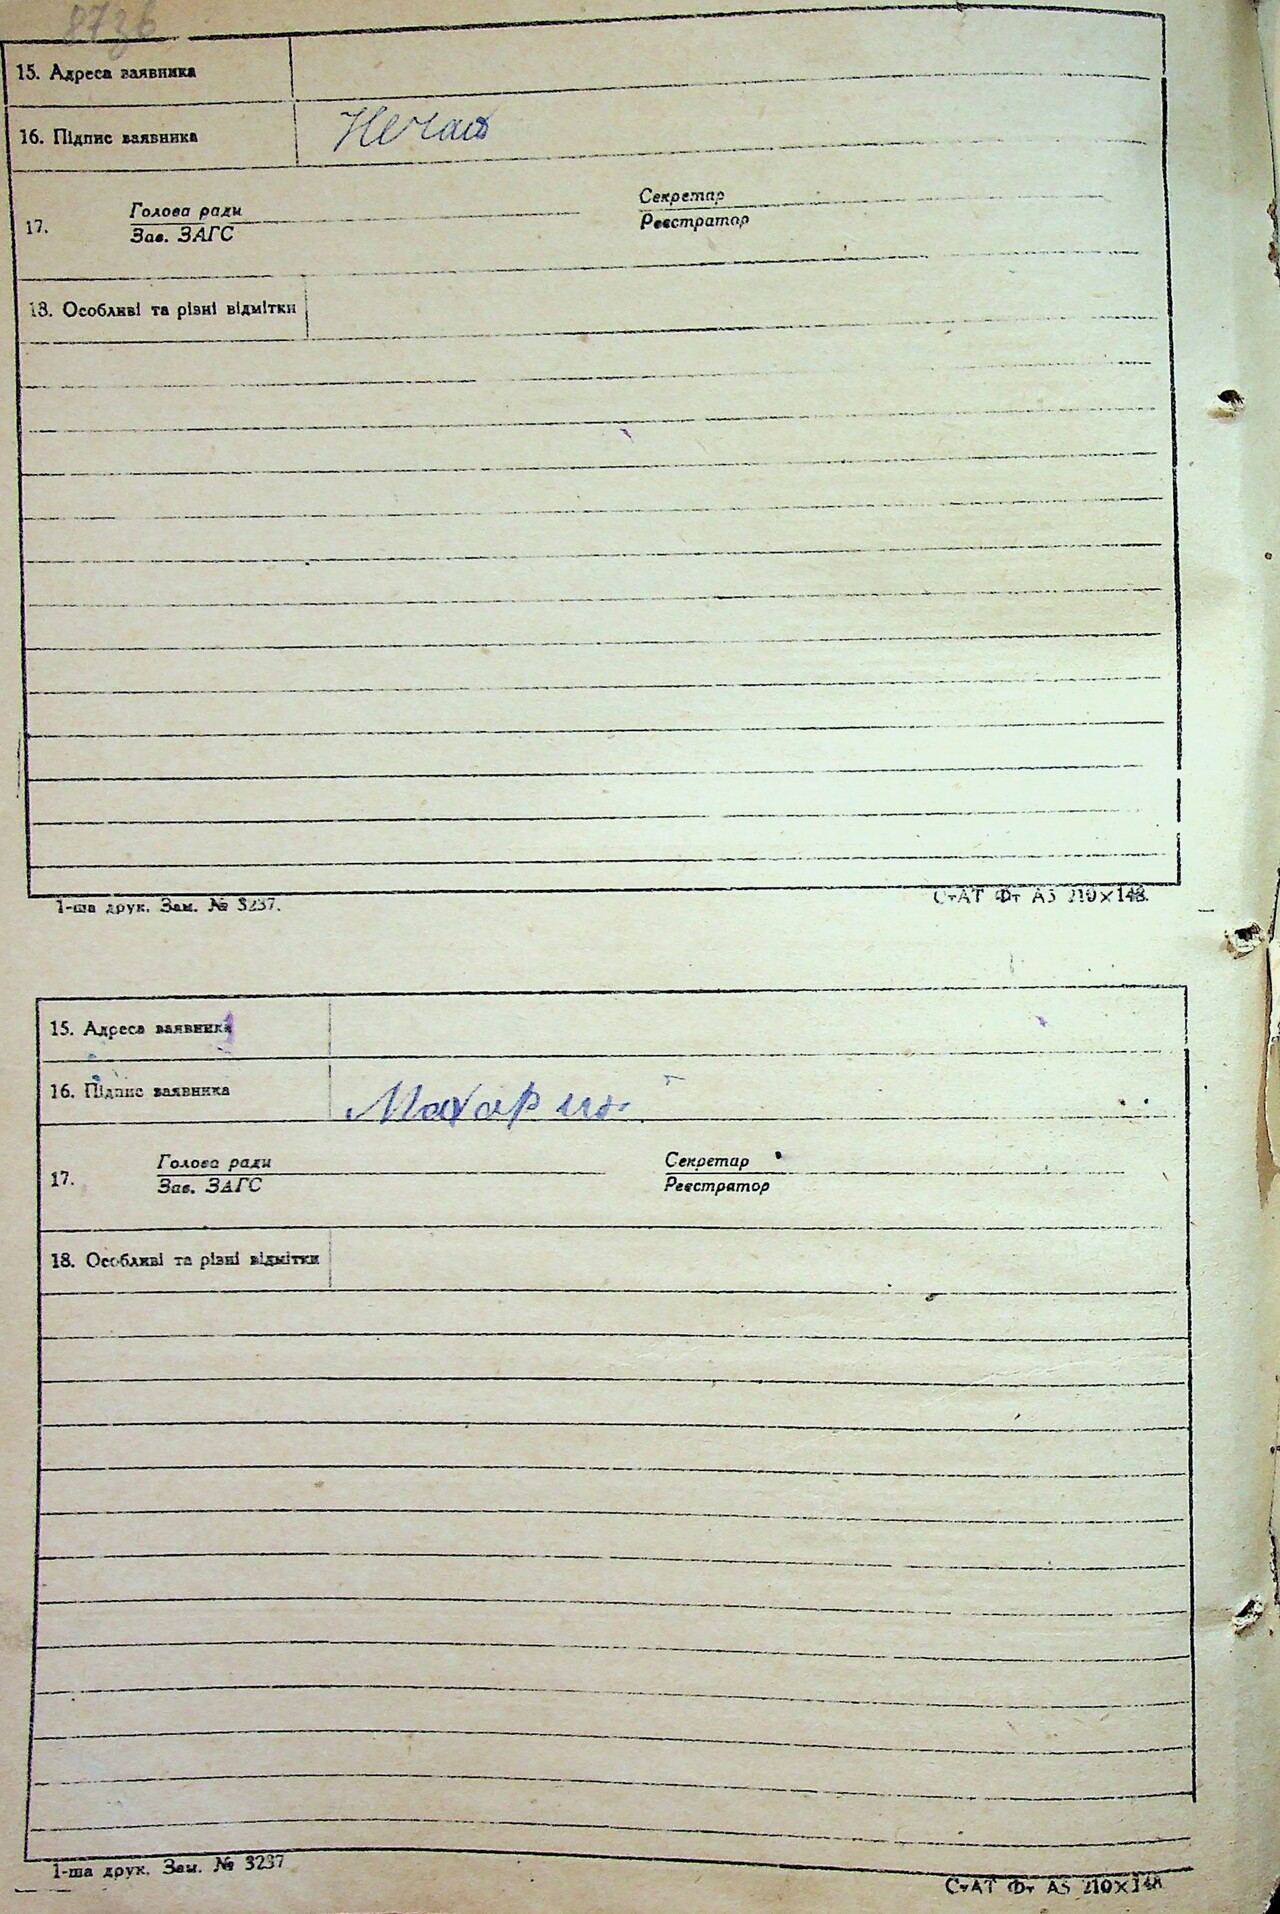 87зв
15. Адреса заявника
16. Підпис заявника Нечай
17. Голова ради Секретар
Зав. ЗАГС Реєстратор
18. Особливі та різні відмітки
1-ша друк. Зам. № 3237. СтАТ Фт А5 210×148.
15. Адреса заявника
16. Підпис заявника
17. Голова ради Секретар
Зав. ЗАГС Реєстратор
18. Особливі та різні відмітки
1-ша друк. Зам. № 3237 СтАТ Фт А5 210×148